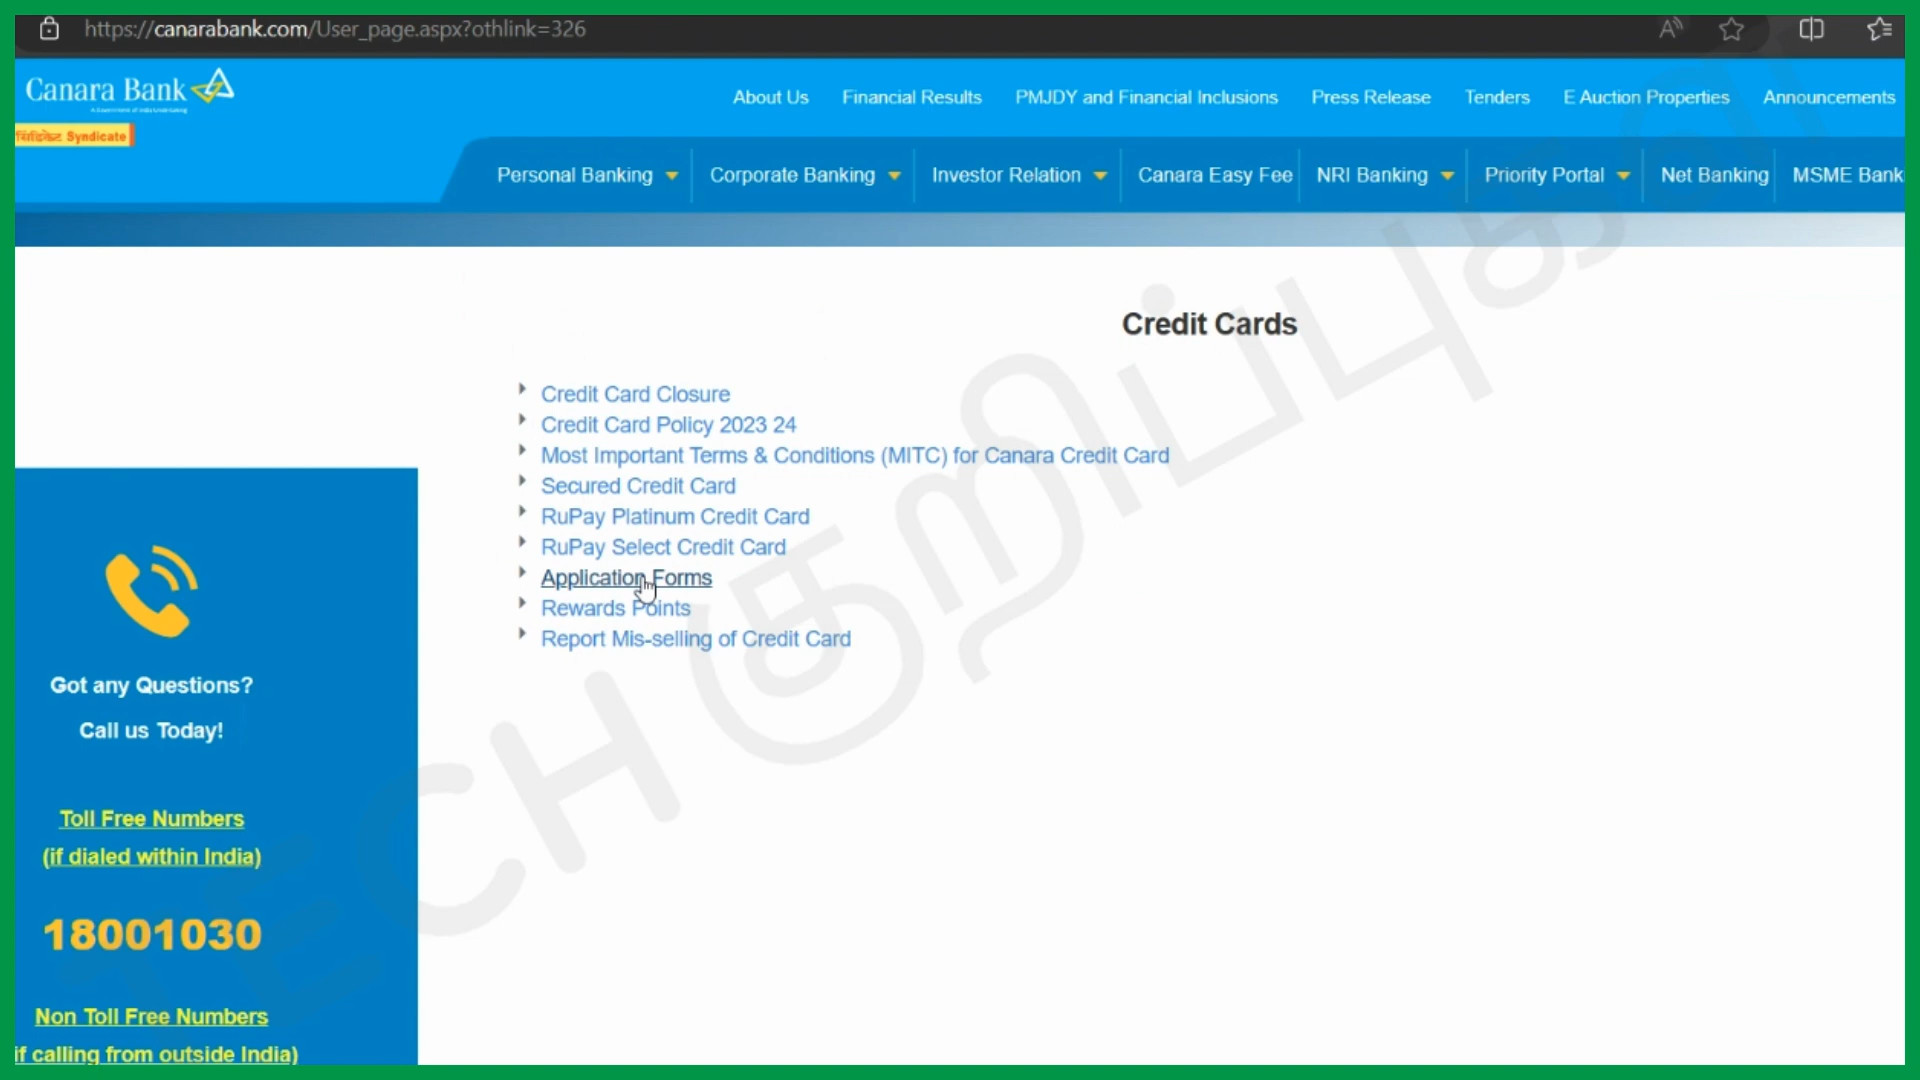 https://canarabank.com/User_page.aspx?othlink=326
Canara Bank
सिंडिकेट Syndicate
About Us Financial Results PMJDY and Financial Inclusions Press Release Tenders E Auction Properties Announcements
Personal Banking Corporate Banking Investor Relation Canara Easy Fee NRI Banking Priority Portal Net Banking MSME Bank
Credit Cards
Credit Card Closure
Credit Card Policy 2023 24
Most Important Terms & Conditions (MITC) for Canara Credit Card
Secured Credit Card
RuPay Platinum Credit Card
RuPay Select Credit Card
Application Forms
Rewards Points
Report Mis-selling of Credit Card
Got any Questions?
Call us Today!
Toll Free Numbers
(if dialed within India)
18001030
Non Toll Free Numbers
if calling from outside India)
TECH குறிப்புகள்